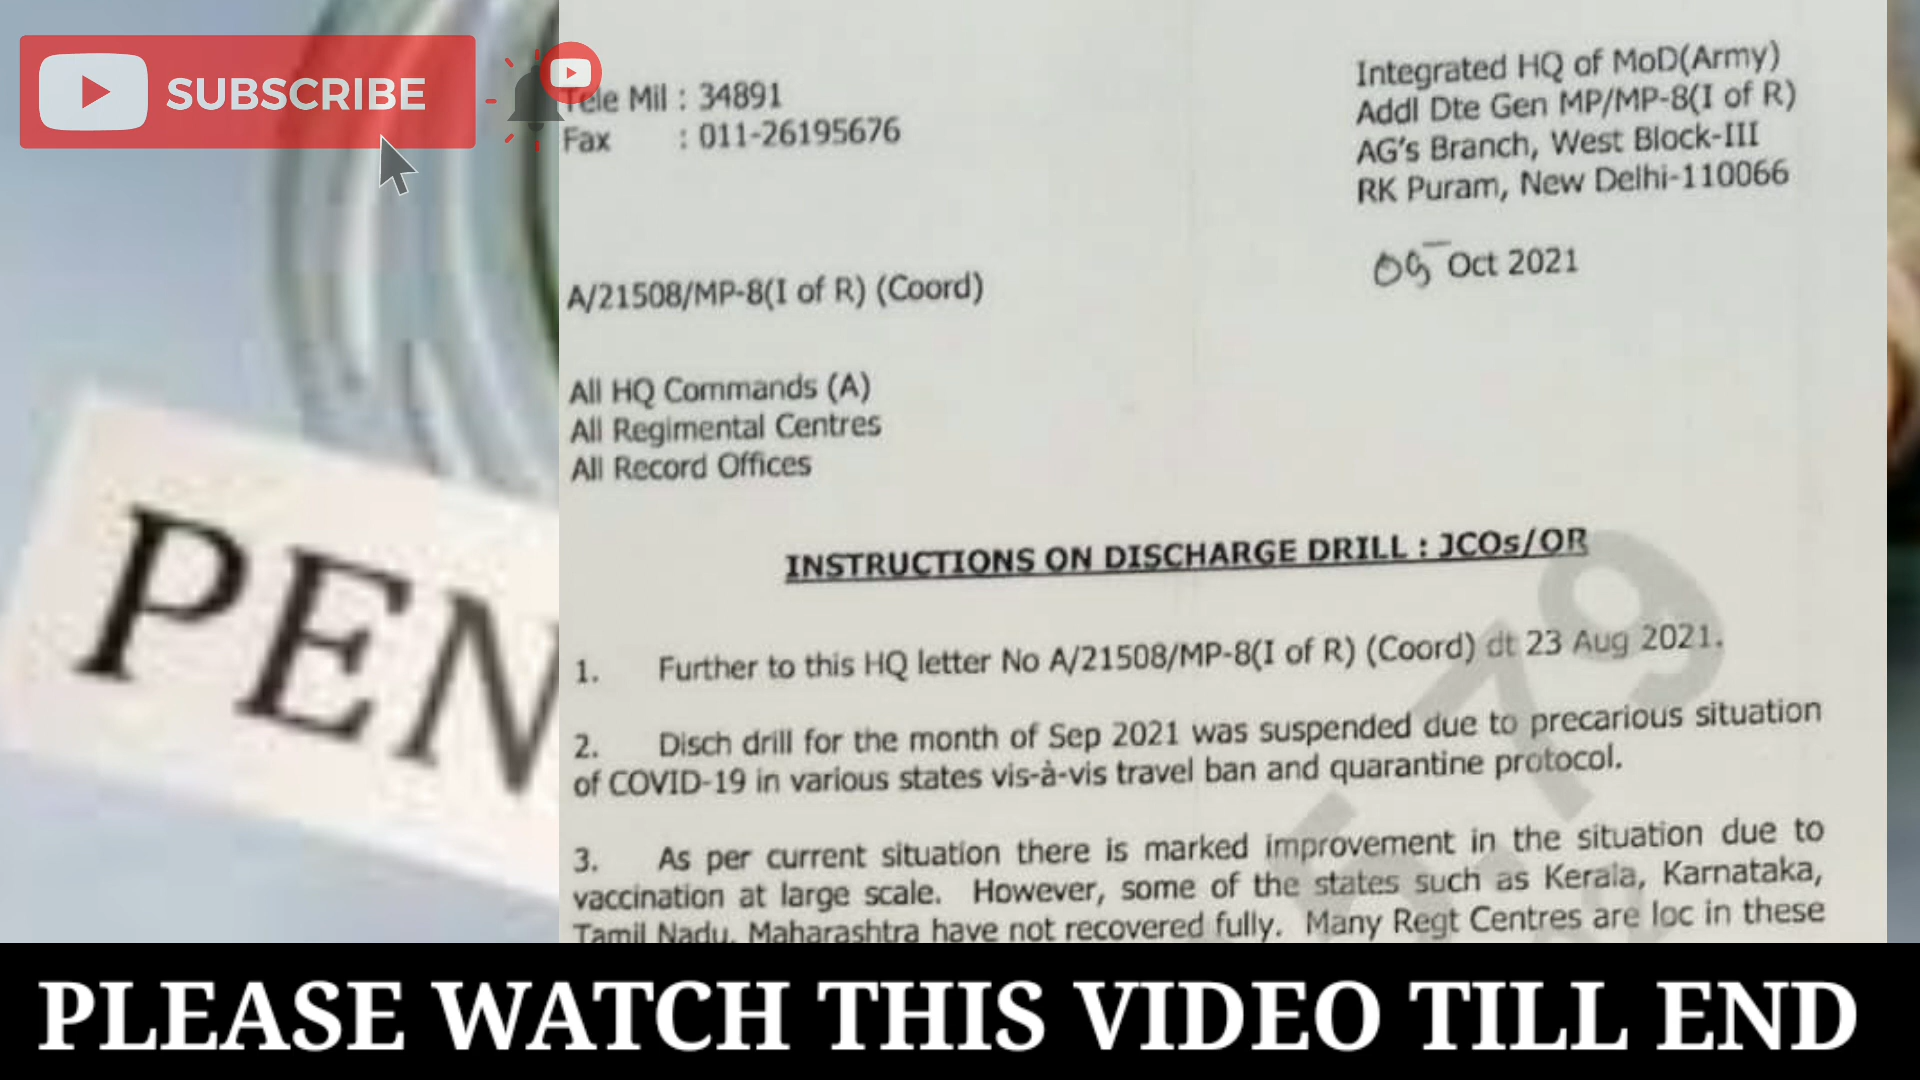 SUBSCRIBE
Tele Mil : 34891
Fax : 011-26195676
Integrated HQ of MoD(Army)
Addl Dte Gen MP/MP-8(I of R)
AG's Branch, West Block-III
RK Puram, New Delhi-110066
05 Oct 2021
A/21508/MP-8(I of R) (Coord)
All HQ Commands (A)
All Regimental Centres
All Record Offices
INSTRUCTIONS ON DISCHARGE DRILL : JCOs/OR
1. Further to this HQ letter No A/21508/MP-8(I of R) (Coord) dt 23 Aug 2021.
2. Disch drill for the month of Sep 2021 was suspended due to precarious situation
of COVID-19 in various states vis-à-vis travel ban and quarantine protocol.
3. As per current situation there is marked improvement in the situation due to
vaccination at large scale. However, some of the states such as Kerala, Karnataka,
Tamil Nadu, Maharashtra have not recovered fully. Many Regt Centres are loc in these
PEN
PLEASE WATCH THIS VIDEO TILL END